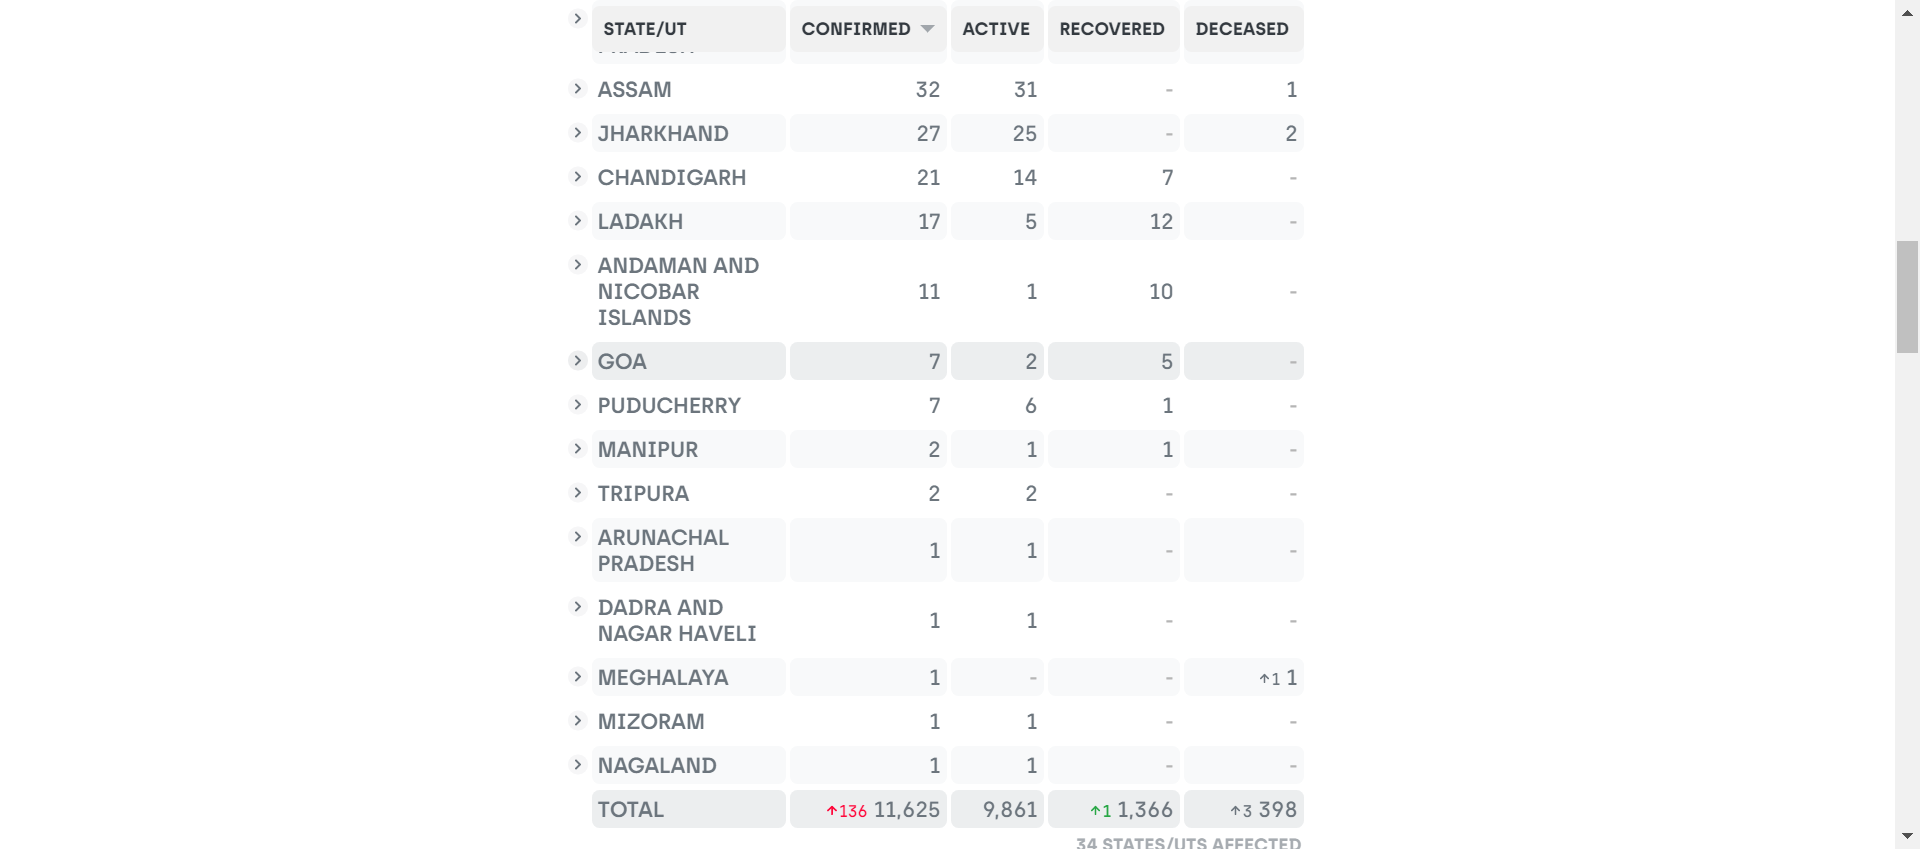 STATE/UT CONFIRMED ACTIVE RECOVERED DECEASED
ASSAM 32 31 - 1
JHARKHAND 27 25 - 2
CHANDIGARH 21 14 7 -
LADAKH 17 5 12 -
ANDAMAN AND
NICOBAR 11 1 10 -
ISLANDS
GOA 7 2 5 -
PUDUCHERRY 7 6 1 -
MANIPUR 2 1 1 -
TRIPURA 2 2 - -
ARUNACHAL
PRADESH 1 1 - -
DADRA AND
NAGAR HAVELI 1 1 - -
MEGHALAYA 1 - - ↑1 1
MIZORAM 1 1 - -
NAGALAND 1 1 - -
TOTAL ↑136 11,625 9,861 ↑1 1,366 ↑3 398
34 STATES/UTS AFFECTED